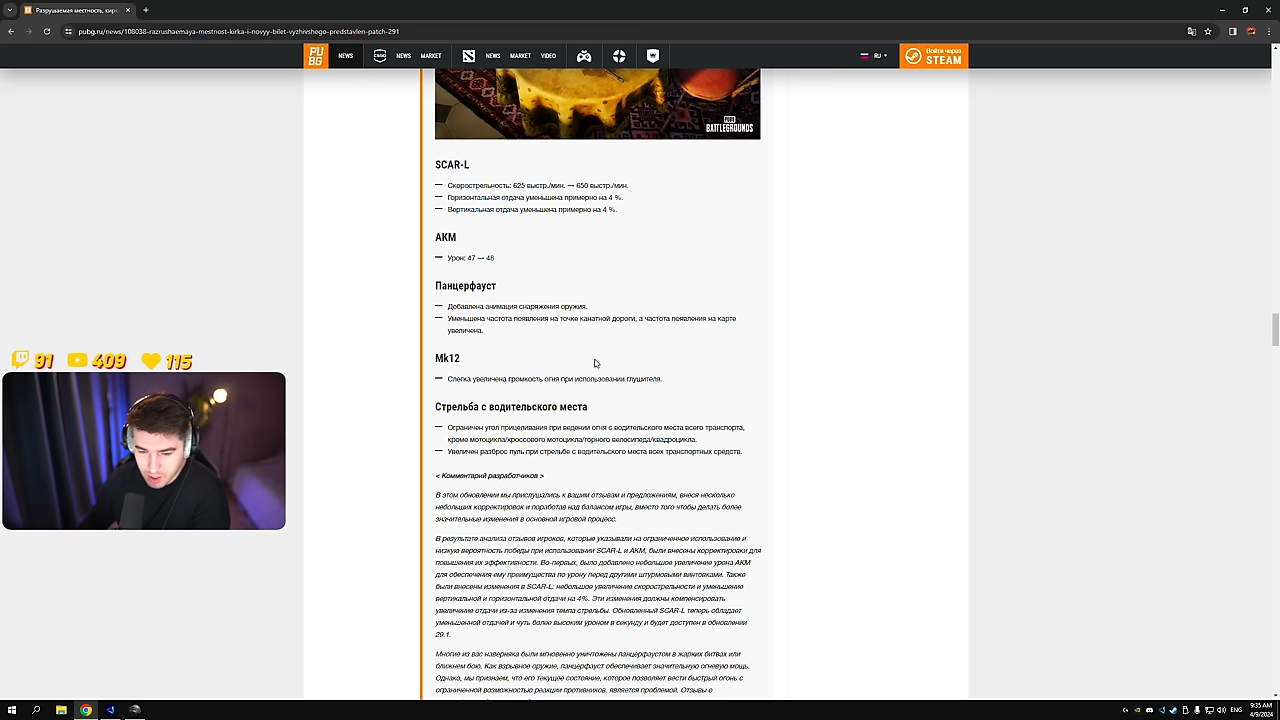 Разрушаемая местность, кирк
pubg.ru/news/108038-razrushaemaya-mestnost-kirka-i-novyy-bilet-vyzhivshego-predstavlen-patch-291
PU BG NEWS NEWS MARKET NEWS MARKET VIDEO RU Войти через STEAM
PUBG BATTLEGROUNDS
SCAR-L
Скорострельность: 625 выстр./мин. → 650 выстр./мин.
Горизонтальная отдача уменьшена примерно на 4 %.
Вертикальная отдача уменьшена примерно на 4 %.
АКМ
Урон: 47 → 48
Панцерфауст
Добавлена анимация снаряжения оружия.
Уменьшена частота появления на точке канатной дороги, а частота появления на карте
увеличена.
Mk12
Слегка увеличена громкость огня при использовании глушителя.
91 409 115
Стрельба с водительского места
Ограничен угол прицеливания при ведении огня с водительского места всего транспорта,
кроме мотоцикла/кроссового мотоцикла/горного велосипеда/квадроцикла.
Увеличен разброс пуль при стрельбе с водительского места всех транспортных средств.
< Комментарий разработчиков >
В этом обновлении мы прислушались к вашим отзывам и предложениям, внеся несколько
небольших корректировок и поработав над балансом игры, вместо того чтобы делать более
значительные изменения в основной игровой процесс.
В результате анализа отзывов игроков, которые указывали на ограниченное использование и
низкую вероятность победы при использовании SCAR-L и АКМ, были внесены корректировки для
повышения их эффективности. Во-первых, было добавлено небольшое увеличение урона АКМ
для обеспечения ему преимущества по урону перед другими штурмовыми винтовками. Также
были внесены изменения в SCAR-L: небольшое увеличение скорострельности и уменьшение
вертикальной и горизонтальной отдачи на 4%. Эти изменения должны компенсировать
увеличение отдачи из-за изменения темпа стрельбы. Обновленный SCAR-L теперь обладает
уменьшенной отдачей и чуть более высоким уроном в секунду и будет доступен в обновлении
29.1.
Многие из вас наверняка были мгновенно уничтожены панцерфаустом в жарких битвах или
ближнем бою. Как взрывное оружие, панцерфауст обеспечивает значительную огневую мощь.
Однако, мы признаем, что его текущее состояние, которое позволяет вести быстрый огонь с
ограниченной возможностью реакции противников, является проблемой. Отзывы о
ENG 9:35 AM
4/9/2024